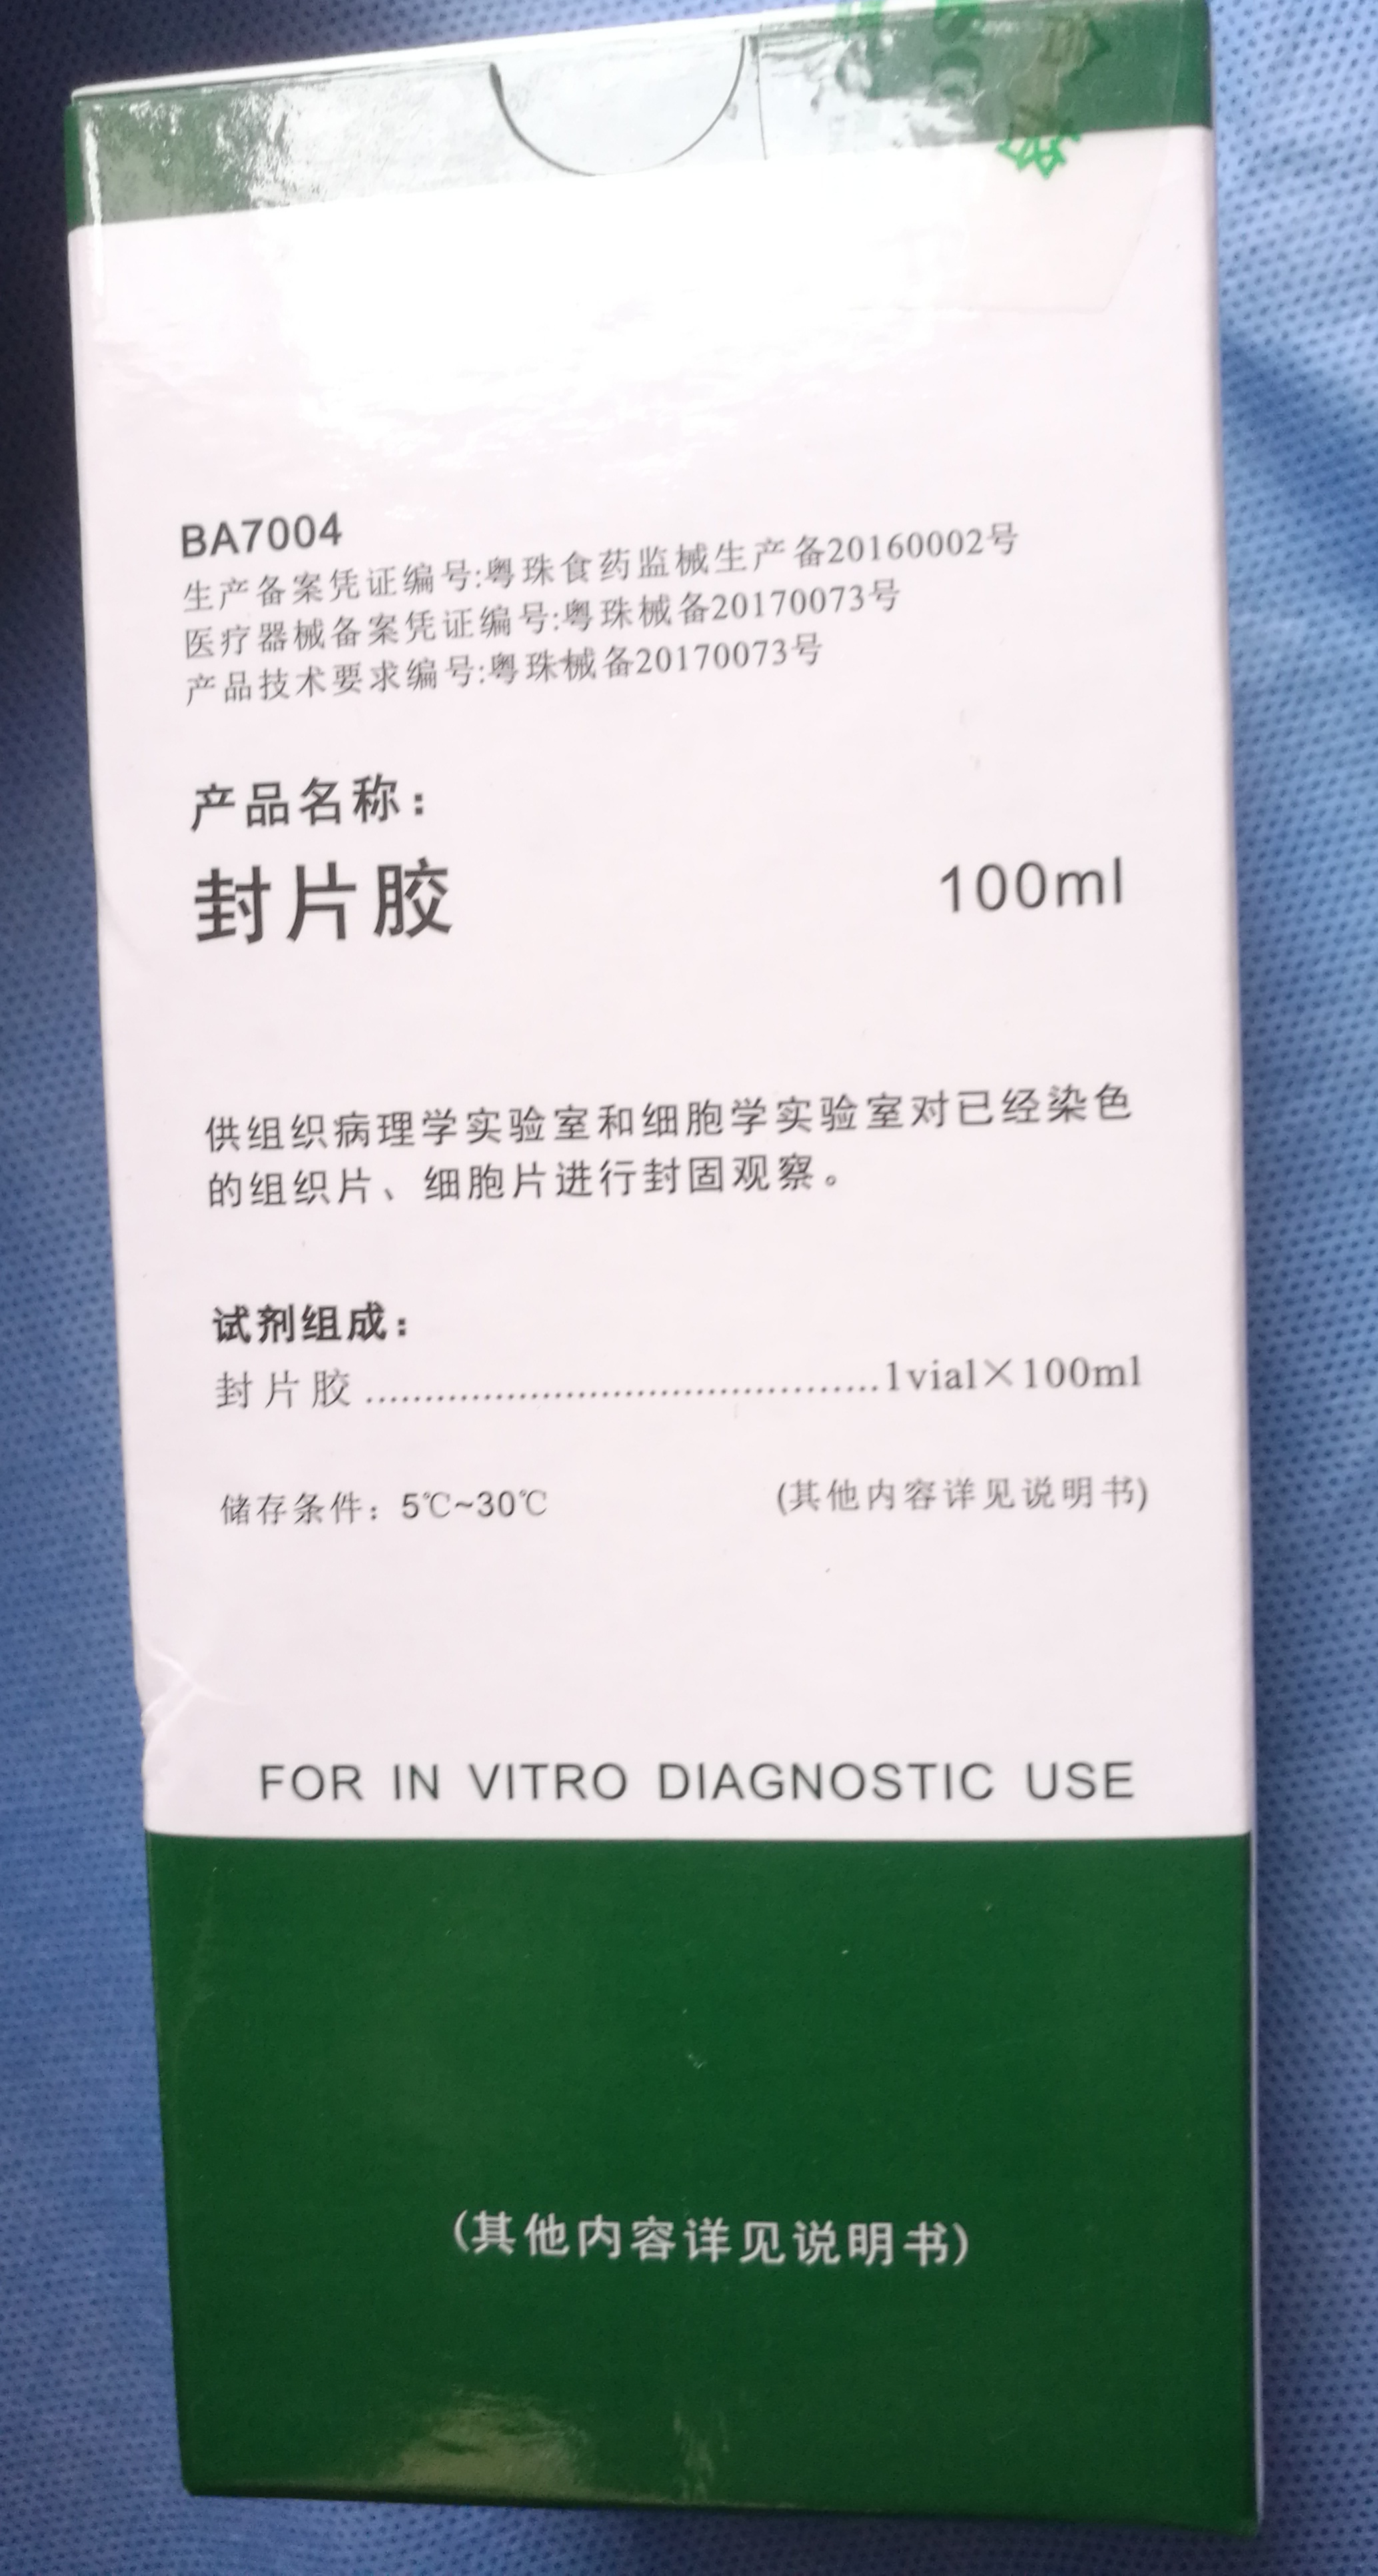 合格
BA7004
生产备案凭证编号:粤珠食药监械生产备20160002号
医疗器械备案凭证编号:粤珠械备20170073号
产品技术要求编号:粤珠械备20170073号
产品名称：
封片胶 100ml
供组织病理学实验室和细胞学实验室对已经染色
的组织片、细胞片进行封固观察。
试剂组成：
封片胶 ............................................1vial×100ml
储存条件：5℃~30℃ (其他内容详见说明书)
FOR IN VITRO DIAGNOSTIC USE
(其他内容详见说明书)